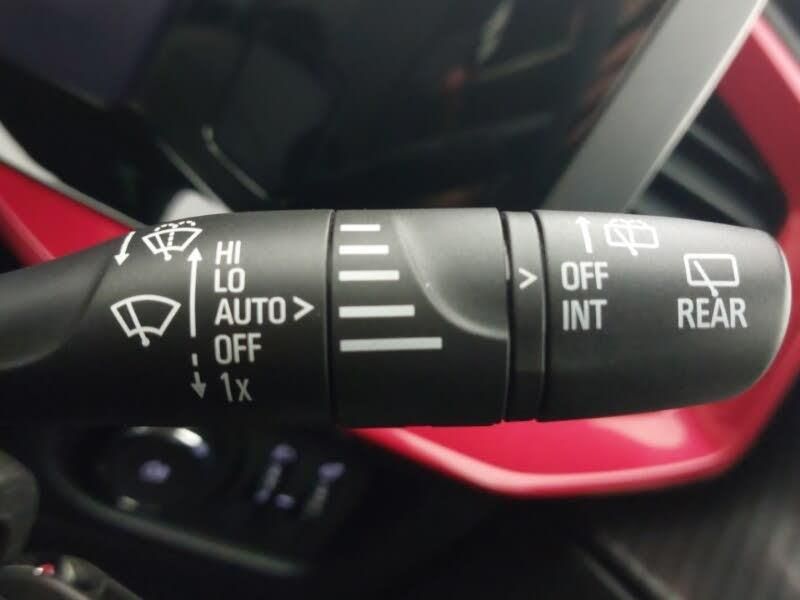 HI
LO
AUTO >
OFF
1x
>
OFF
INT
REAR